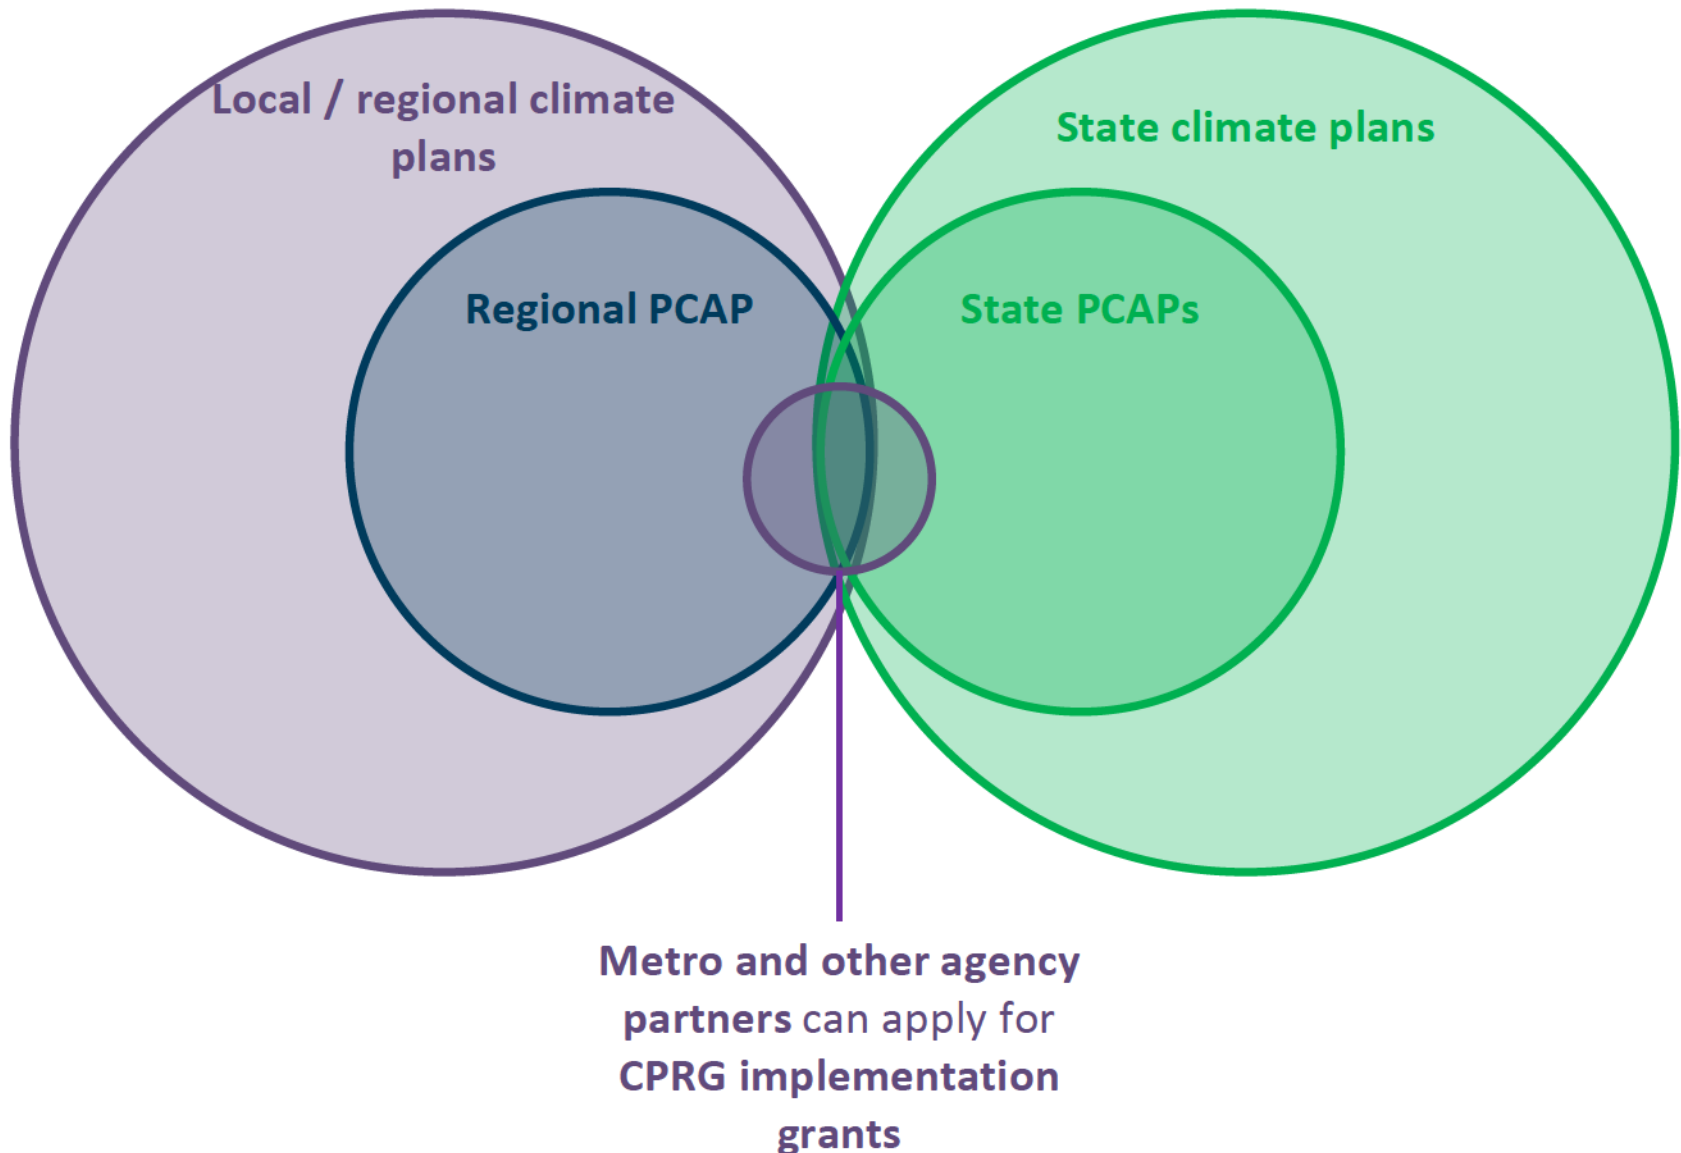 Local / regional climate
plans
State climate plans
Regional PCAP
State PCAPs
Metro and other agency
partners can apply for
CPRG implementation
grants